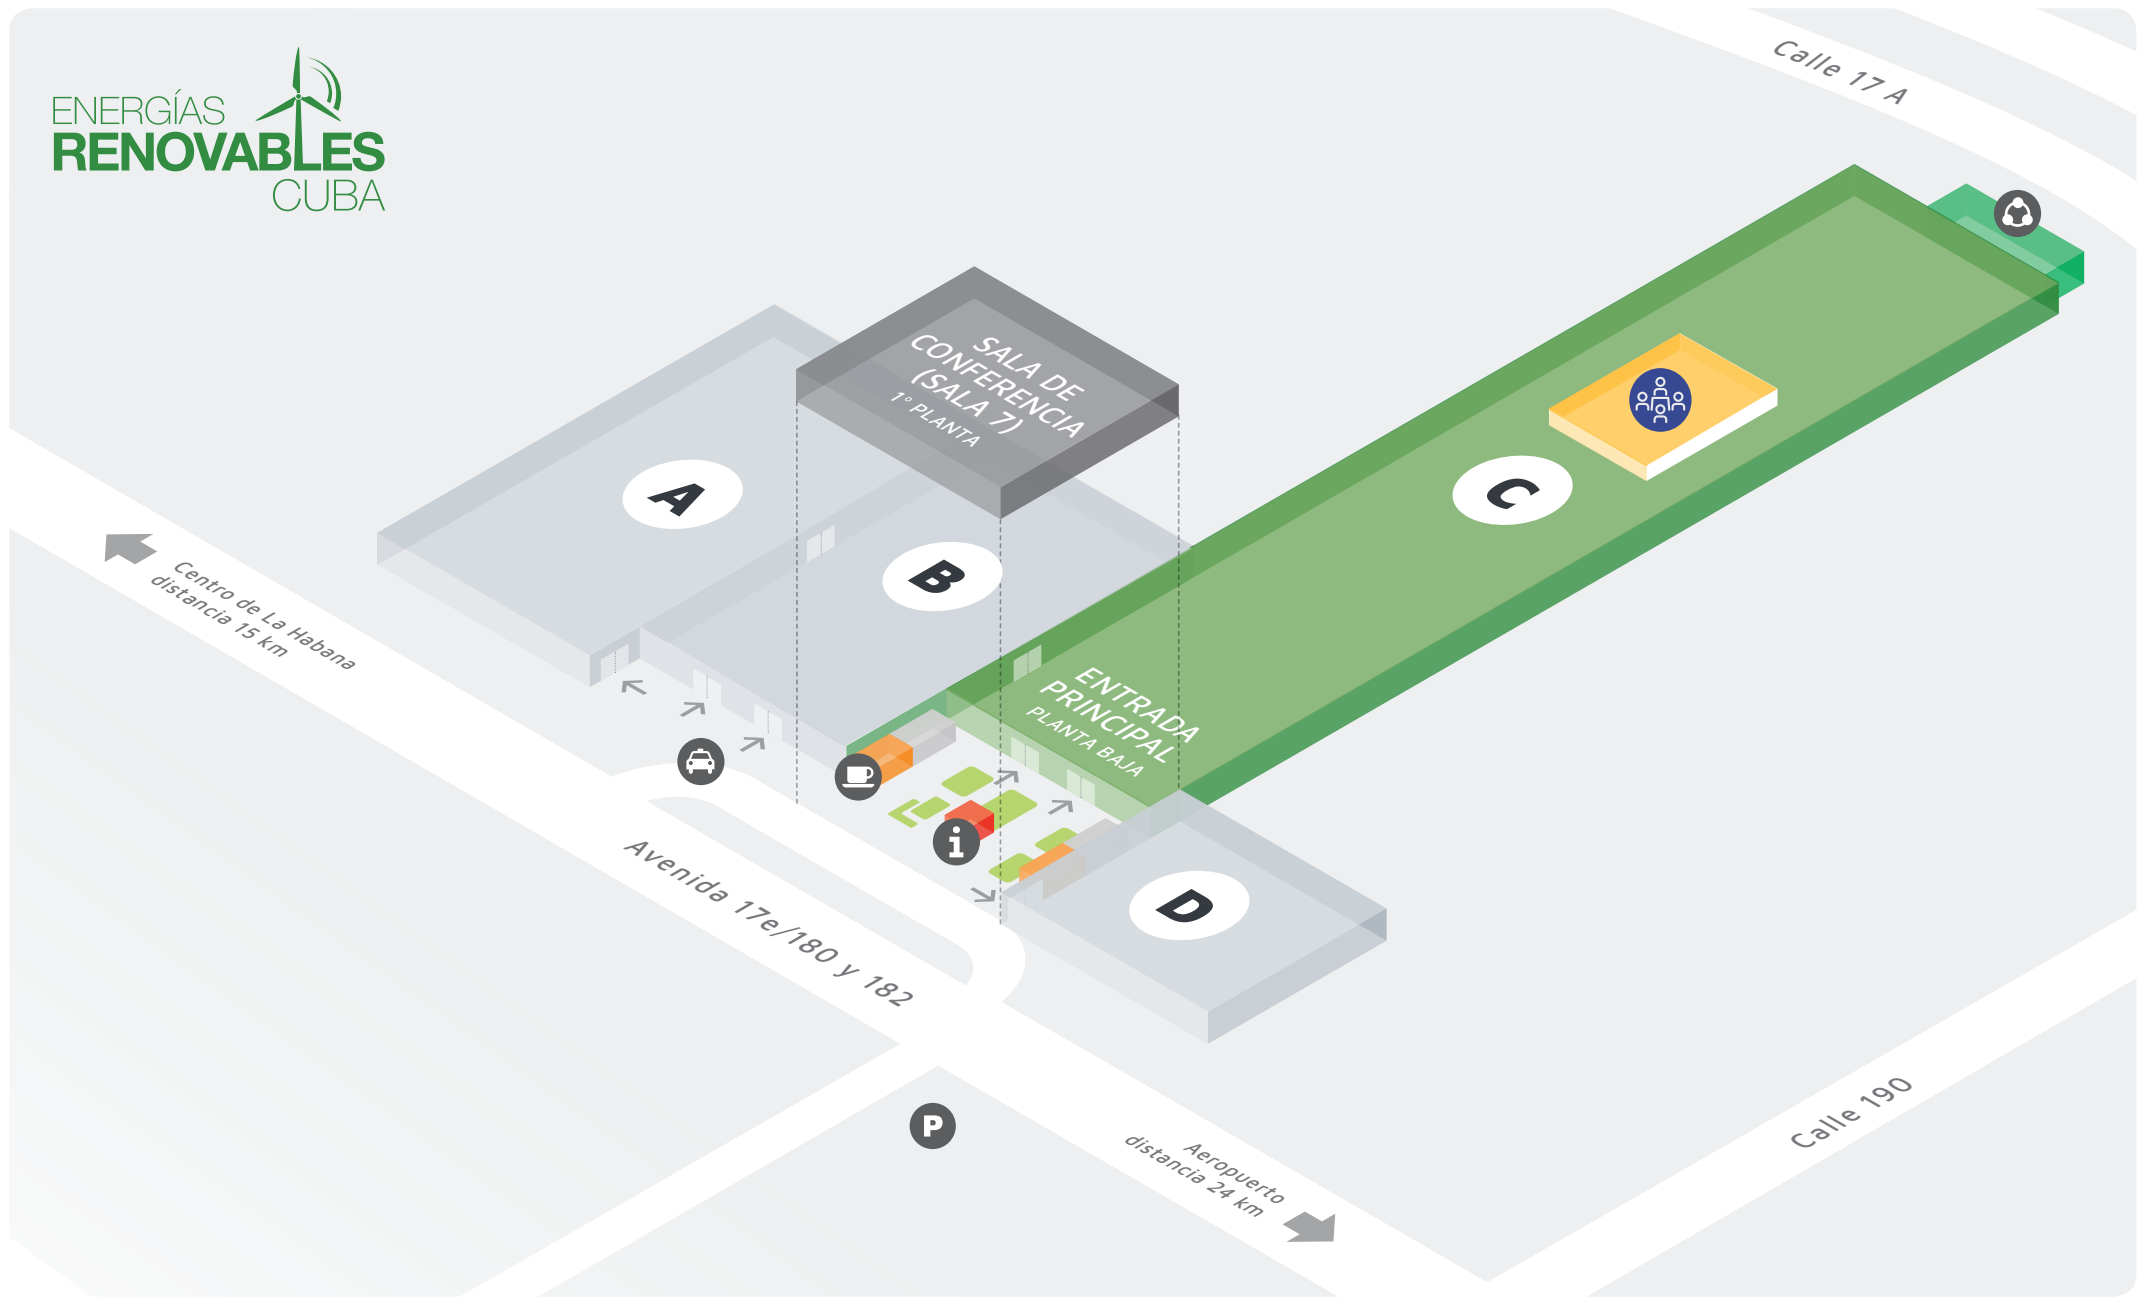 ENERGÍAS
RENOVABLES
CUBA
Calle 17 A
SALA DE
CONFERENCIA
(SALA 7)
1° PLANTA
A
B
C
Centro de La Habana
distancia 15 km
ENTRADA
PRINCIPAL
PLANTA BAJA
i
D
Avenida 17e/180 y 182
P
Aeropuerto
distancia 24 km
Calle 190